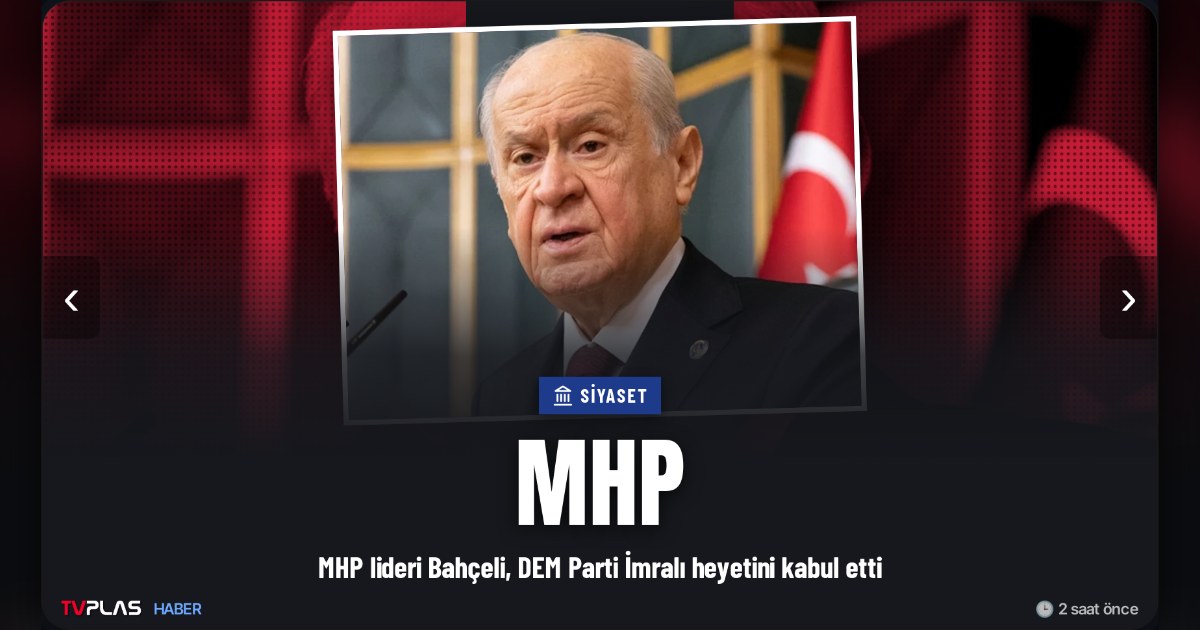 SİYASET
MHP
MHP lideri Bahçeli, DEM Parti İmralı heyetini kabul etti
TVPLAS HABER
2 saat önce